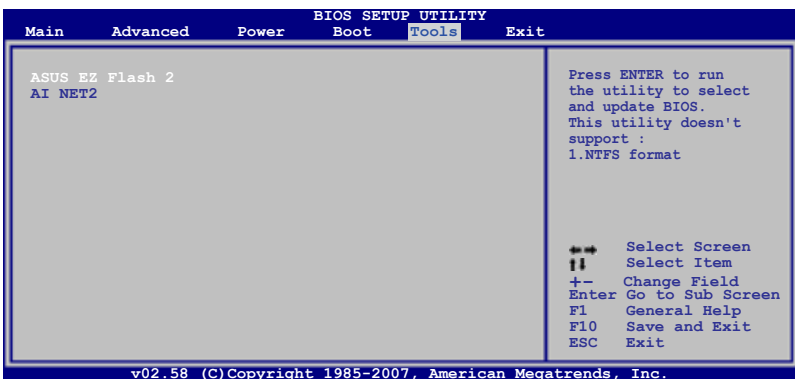 BIOS SETUP UTILITY
Main Advanced Power Boot Tools Exit
ASUS EZ Flash 2
AI NET2
Press ENTER to run
the utility to select
and update BIOS.
This utility doesn't
support :
1.NTFS format
←→ Select Screen
↑↓ Select Item
+- Change Field
Enter Go to Sub Screen
F1 General Help
F10 Save and Exit
ESC Exit
v02.58 (C)Copyright 1985-2007, American Megatrends, Inc.